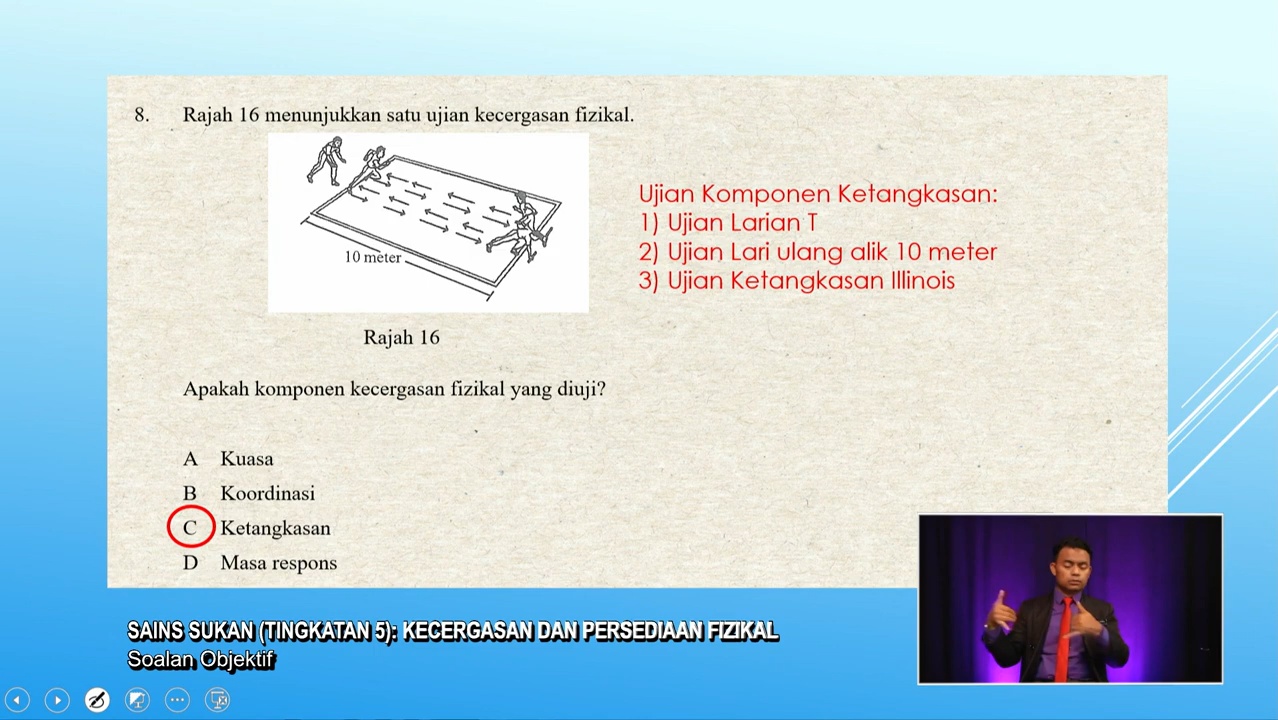 8. Rajah 16 menunjukkan satu ujian kecergasan fizikal.
10 meter
Rajah 16
Ujian Komponen Ketangkasan:
1) Ujian Larian T
2) Ujian Lari ulang alik 10 meter
3) Ujian Ketangkasan Illinois
Apakah komponen kecergasan fizikal yang diuji?
A Kuasa
B Koordinasi
C Ketangkasan
D Masa respons
SAINS SUKAN (TINGKATAN 5): KECERGASAN DAN PERSEDIAAN FIZIKAL
Soalan Objektif